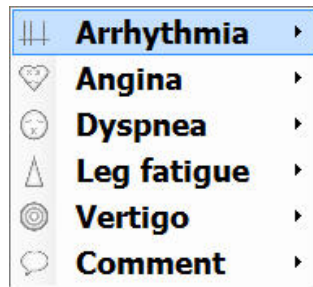 Arrhythmia
Angina
Dyspnea
Leg fatigue
Vertigo
Comment